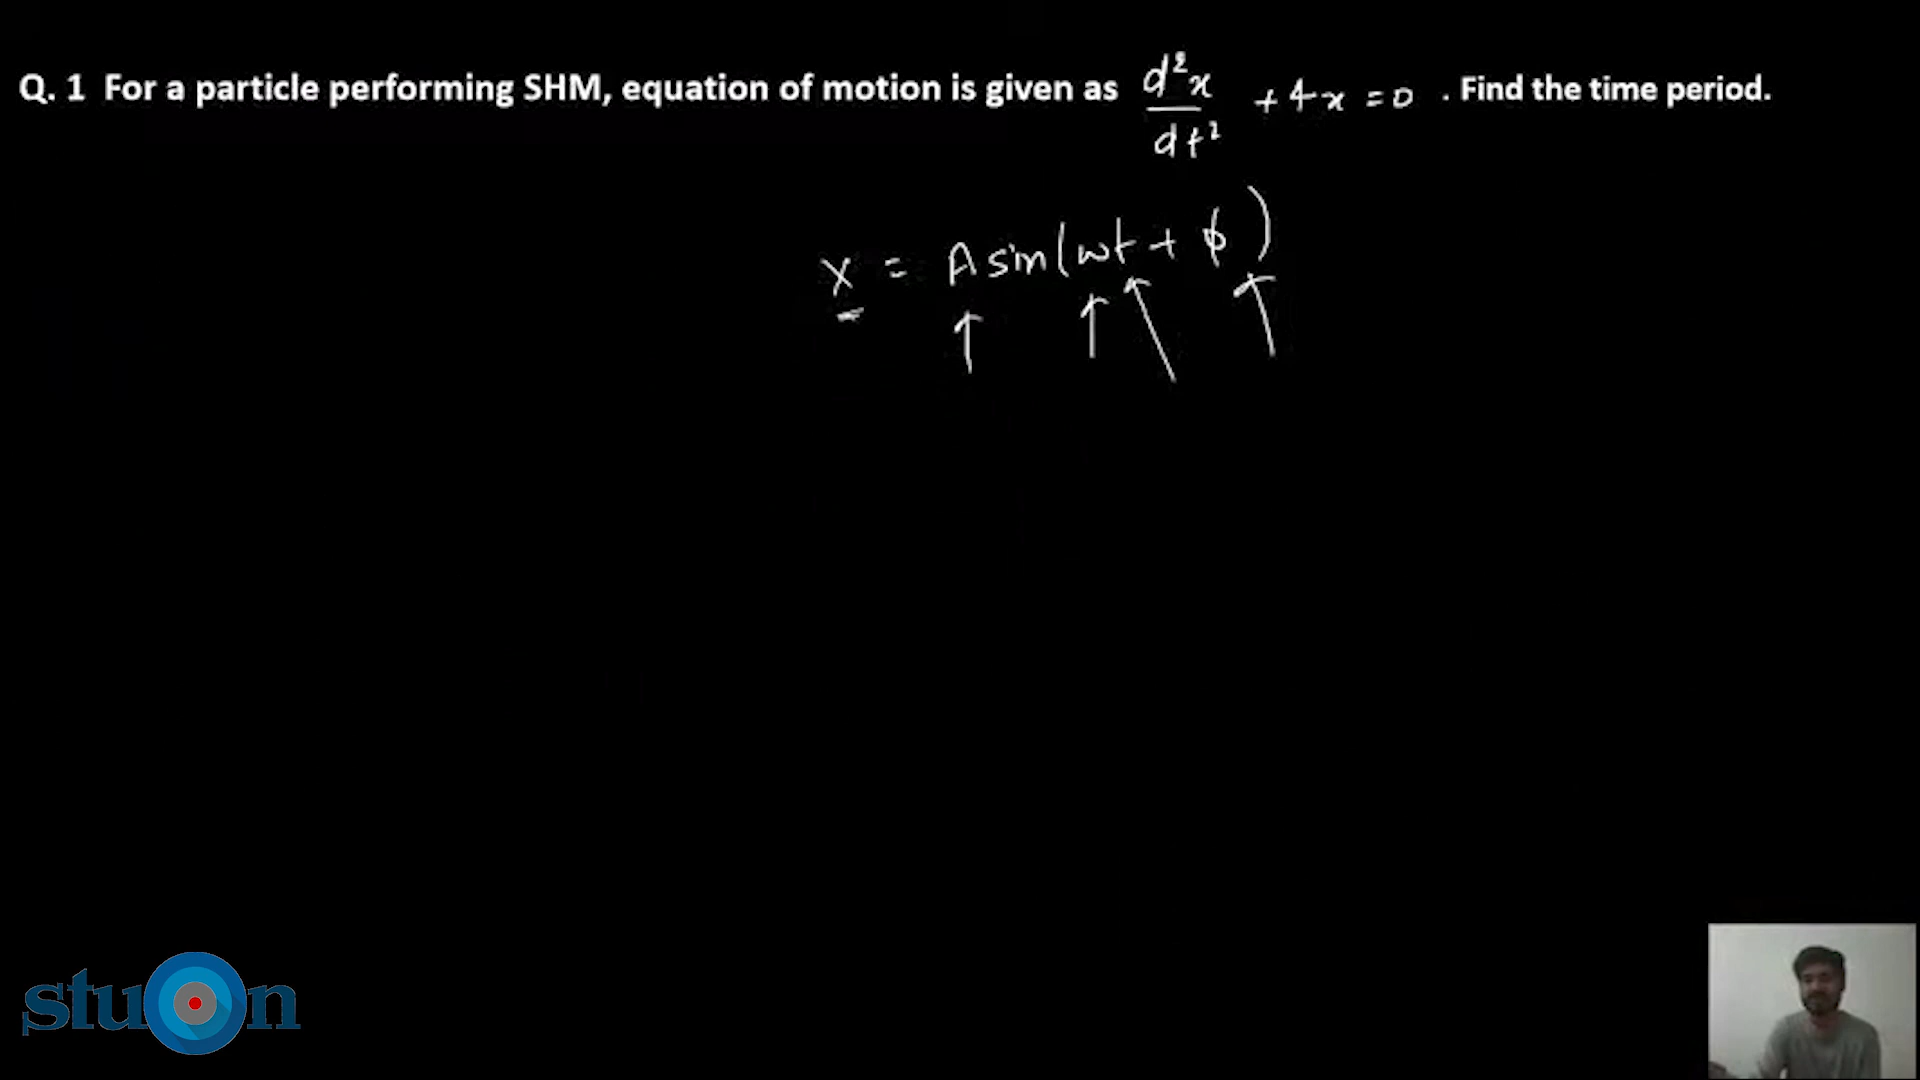 Q. 1 For a particle performing SHM, equation of motion is given as d²x/dt² + 4x = 0 . Find the time period.
x = A sin(ωt + φ)
stuOn